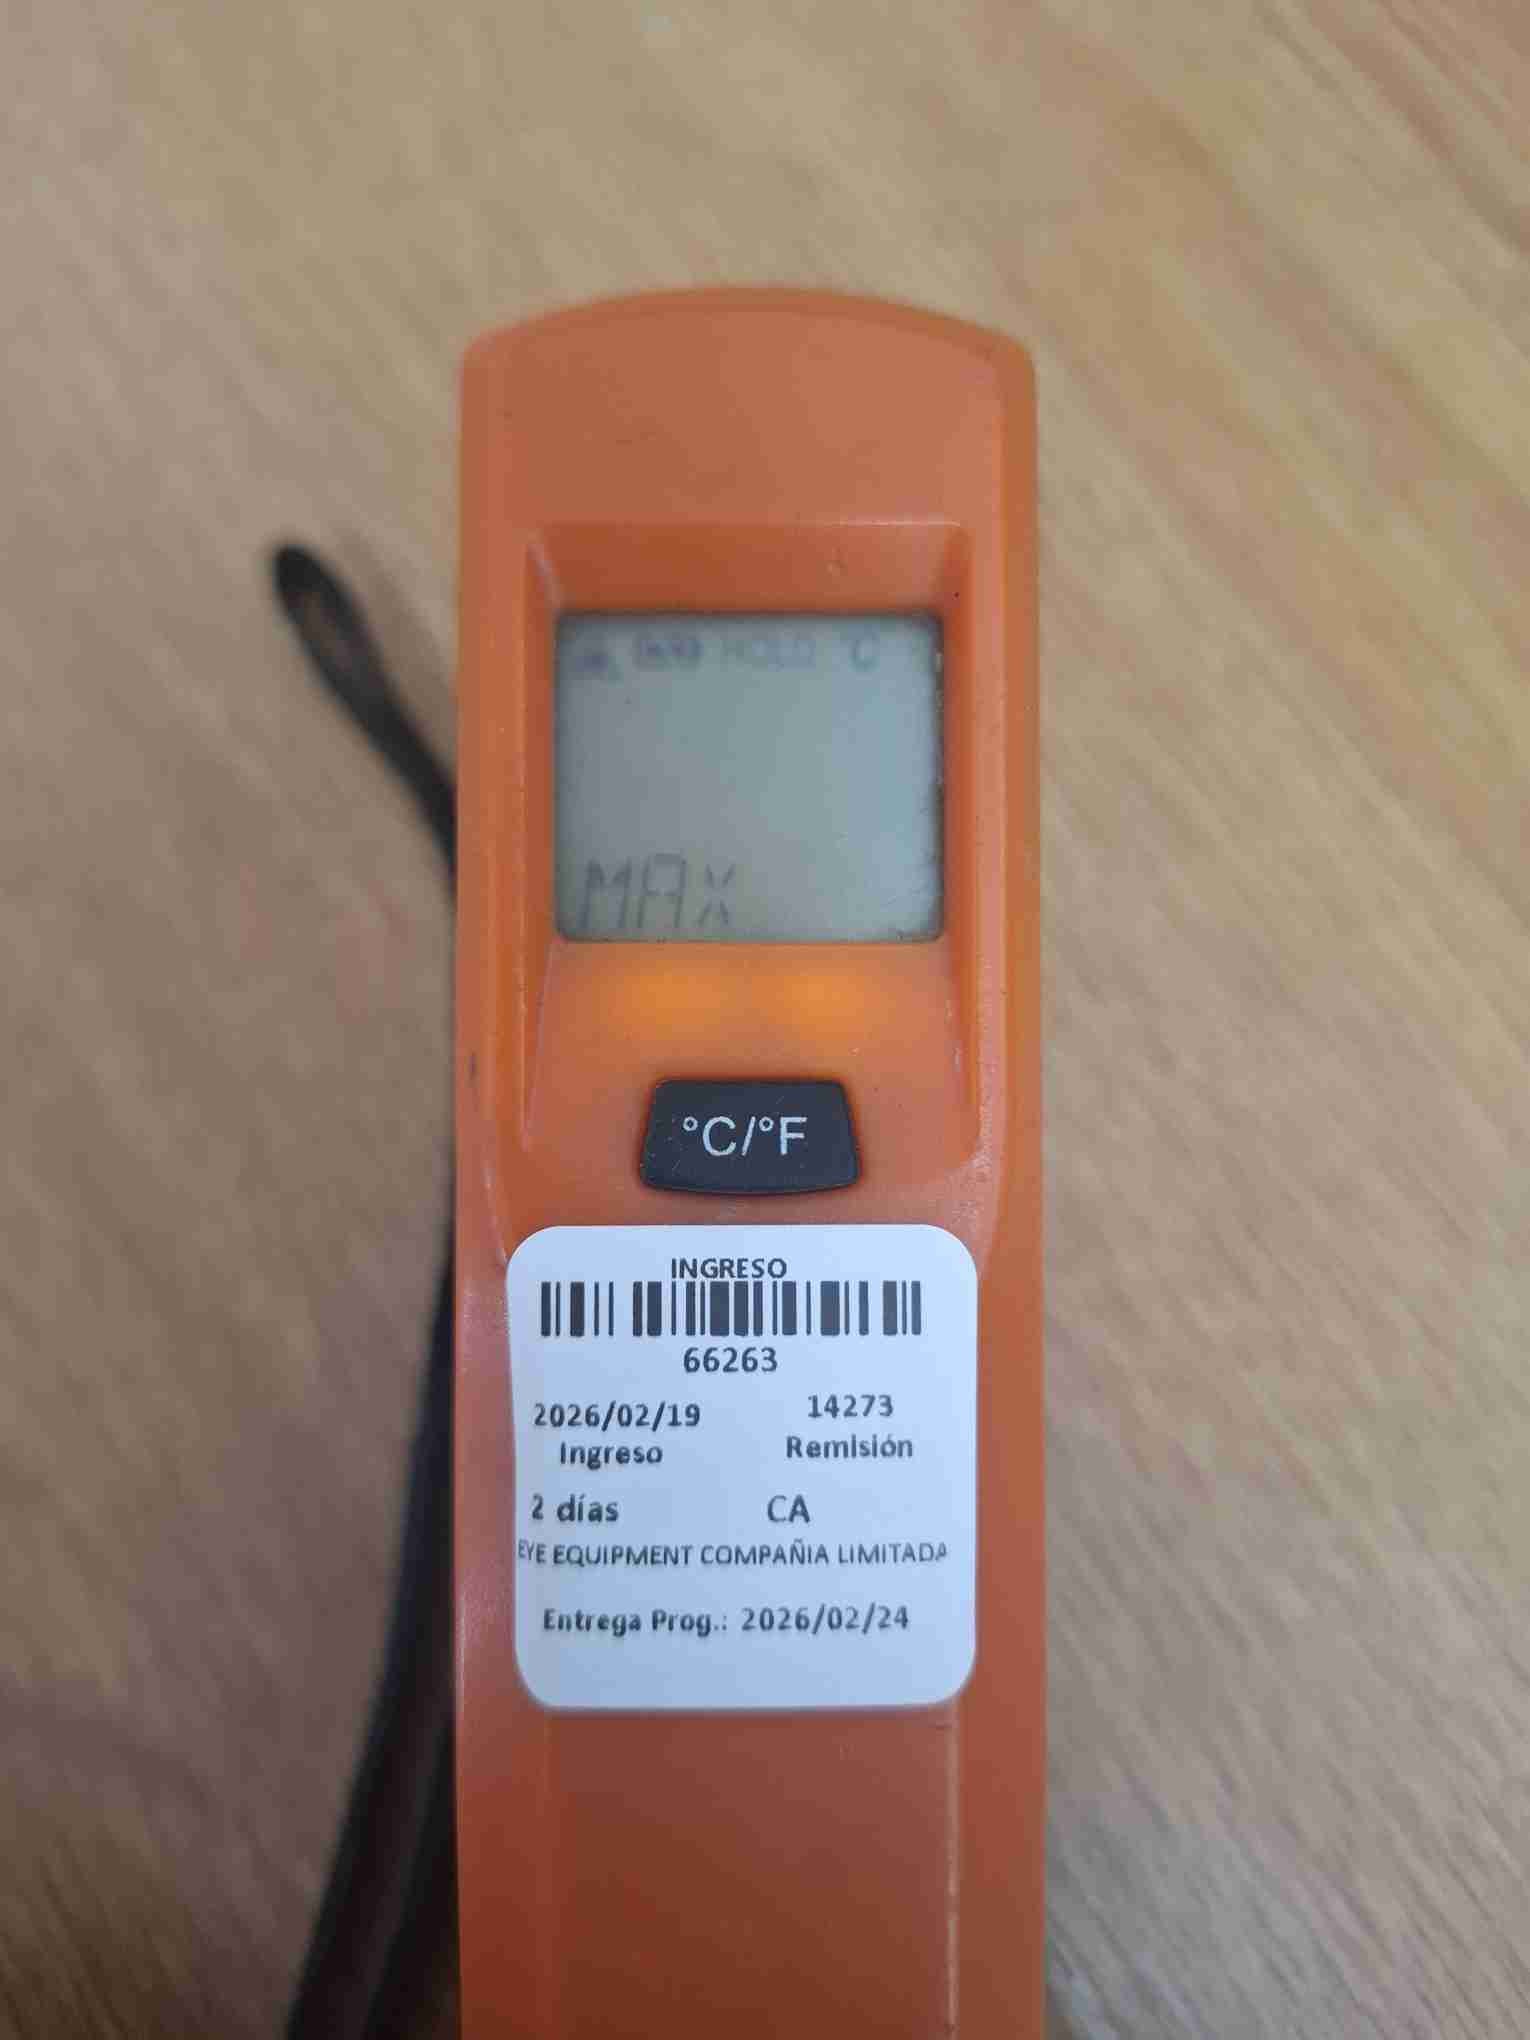 HOLD °C
MAX
°C/°F
INGRESO
66263
2026/02/19 14273
Ingreso Remisión
2 días CA
EYE EQUIPMENT COMPAÑIA LIMITADA
Entrega Prog.: 2026/02/24